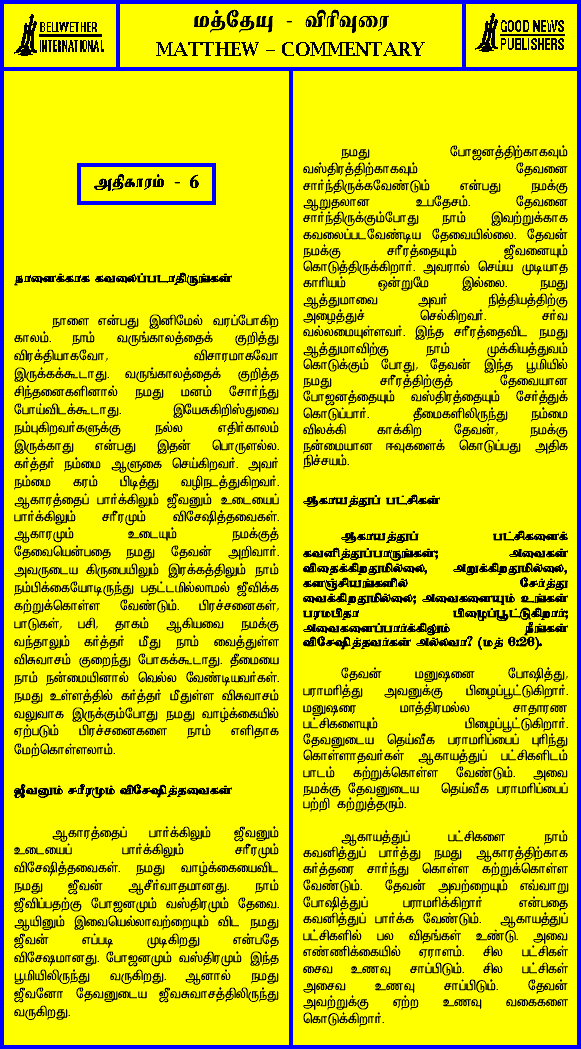 BELIWETHER
INTERNATIONAL
மத்தேயு - விரிவுரை
MATTHEW – COMMENTARY
GOOD NEWS
PUBLISHERS
அதிகாரம் - 6
நாளைக்காக கவலைப்படாதிருங்கள்
நாளை என்பது இனிமேல் வரப்போகிற
காலம். நாம் வருங்காலத்தைக் குறித்து
விரக்தியாகவோ, விசாரமாகவோ
இருக்கக்கூடாது. வருங்காலத்தைக் குறித்த
சிந்தனைகளினால் நமது மனம் சோர்ந்து
போய்விடக்கூடாது. இயேசுகிறிஸ்துவை
நம்புகிறவர்களுக்கு நல்ல எதிர்காலம்
இருக்காது என்பது இதன் பொருளல்ல.
கர்த்தர் நம்மை ஆளுகை செய்கிறவர். அவர்
நம்மை கரம் பிடித்து வழிநடத்துகிறவர்.
ஆகாரத்தைப் பார்க்கிலும் ஜீவனும் உடையைப்
பார்க்கிலும் சரீரமும் விசேஷித்தவைகள்.
ஆகாரமும் உடையும் நமக்குத்
தேவையென்பதை நமது தேவன் அறிவார்.
அவருடைய கிருபையிலும் இரக்கத்திலும் நாம்
நம்பிக்கையோடிருந்து பதட்டமில்லாமல் ஜீவிக்க
கற்றுக்கொள்ள வேண்டும். பிரச்சனைகள்,
பாடுகள், பசி, தாகம் ஆகியவை நமக்கு
வந்தாலும் கர்த்தர் மீது நாம் வைத்துள்ள
விசுவாசம் குறைந்து போகக்கூடாது. தீமையை
நாம் நன்மையினால் வெல்ல வேண்டியவர்கள்.
நமது உள்ளத்தில் கர்த்தர் மீதுள்ள விசுவாசம்
வலுவாக இருக்கும்போது நமது வாழ்க்கையில்
ஏற்படும் பிரச்சனைகளை நாம் எளிதாக
மேற்கொள்ளலாம்.
ஜீவனும் சரீரமும் விசேஷித்தவைகள்
ஆகாரத்தைப் பார்க்கிலும் ஜீவனும்
உடையைப் பார்க்கிலும் சரீரமும்
விசேஷித்தவைகள். நமது வாழ்க்கையைவிட
நமது ஜீவன் ஆசீர்வாதமானது. நாம்
ஜீவிப்பதற்கு போஜனமும் வஸ்திரமும் தேவை.
ஆயினும் இவையெல்லாவற்றையும் விட நமது
ஜீவன் எப்படி முடிகிறது என்பதே
விசேஷமானது. போஜனமும் வஸ்திரமும் இந்த
பூமியிலிருந்து வருகிறது. ஆனால் நமது
ஜீவனோ தேவனுடைய ஜீவசுவாசத்திலிருந்து
வருகிறது.
நமது போஜனத்திற்காகவும்
வஸ்திரத்திற்காகவும் தேவனை
சார்ந்திருக்கவேண்டும் என்பது நமக்கு
ஆறுதலான உபதேசம். தேவனை
சார்ந்திருக்கும்போது நாம் இவற்றுக்காக
கவலைப்படவேண்டிய தேவையில்லை. தேவன்
நமக்கு சரீரத்தையும் ஜீவனையும்
கொடுத்திருக்கிறார். அவரால் செய்ய முடியாத
காரியம் ஒன்றுமே இல்லை. நமது
ஆத்துமாவை அவர் நித்தியத்திற்கு
அழைத்துச் செல்கிறவர். சர்வ
வல்லமையுள்ளவர். இந்த சரீரத்தைவிட நமது
ஆத்துமாவிற்கு நாம் முக்கியத்துவம்
கொடுக்கும் போது, தேவன் இந்த பூமியில்
நமது சரீரத்திற்குத் தேவையான
போஜனத்தையும் வஸ்திரத்தையும் சேர்த்துக்
கொடுப்பார். தீமைகளிலிருந்து நம்மை
விலக்கி காக்கிற தேவன், நமக்கு
நன்மையான ஈவுகளைக் கொடுப்பது அதிக
நிச்சயம்.
ஆகாயத்துப் பட்சிகள்
ஆகாயத்துப் பட்சிகளைக்
கவனித்துப்பாருங்கள்; அவைகள்
விதைக்கிறதுமில்லை, அறுக்கிறதுமில்லை,
களஞ்சியங்களில் சேர்த்து
வைக்கிறதுமில்லை; அவைகளையும் உங்கள்
பரமபிதா பிழைப்பூட்டுகிறார்;
அவைகளைப்பார்க்கிலும் நீங்கள்
விசேஷித்தவர்கள் அல்லவா? (மத் 6:26).
தேவன் மனுஷனை போஷித்து,
பராமரித்து அவனுக்கு பிழைப்பூட்டுகிறார்.
மனுஷரை மாத்திரமல்ல சாதாரண
பட்சிகளையும் பிழைப்பூட்டுகிறார்.
தேவனுடைய தெய்வீக பராமரிப்பைப் புரிந்து
கொள்ளாதவர்கள் ஆகாயத்துப் பட்சிகளிடம்
பாடம் கற்றுக்கொள்ள வேண்டும். அவை
நமக்கு தேவனுடைய தெய்வீக பராமரிப்பைப்
பற்றி கற்றுத்தரும்.
ஆகாயத்துப் பட்சிகளை நாம்
கவனித்துப் பார்த்து நமது ஆகாரத்திற்காக
கர்த்தரை சார்ந்து கொள்ள கற்றுக்கொள்ள
வேண்டும். தேவன் அவற்றையும் எவ்வாறு
போஷித்துப் பராமரிக்கிறார் என்பதை
கவனித்துப் பார்க்க வேண்டும். ஆகாயத்துப்
பட்சிகளில் பல விதங்கள் உண்டு. அவை
எண்ணிக்கையில் ஏராளம். சில பட்சிகள்
சைவ உணவு சாப்பிடும். சில பட்சிகள்
அசைவ உணவு சாப்பிடும். தேவன்
அவற்றுக்கு ஏற்ற உணவு வகைகளை
கொடுக்கிறார்.